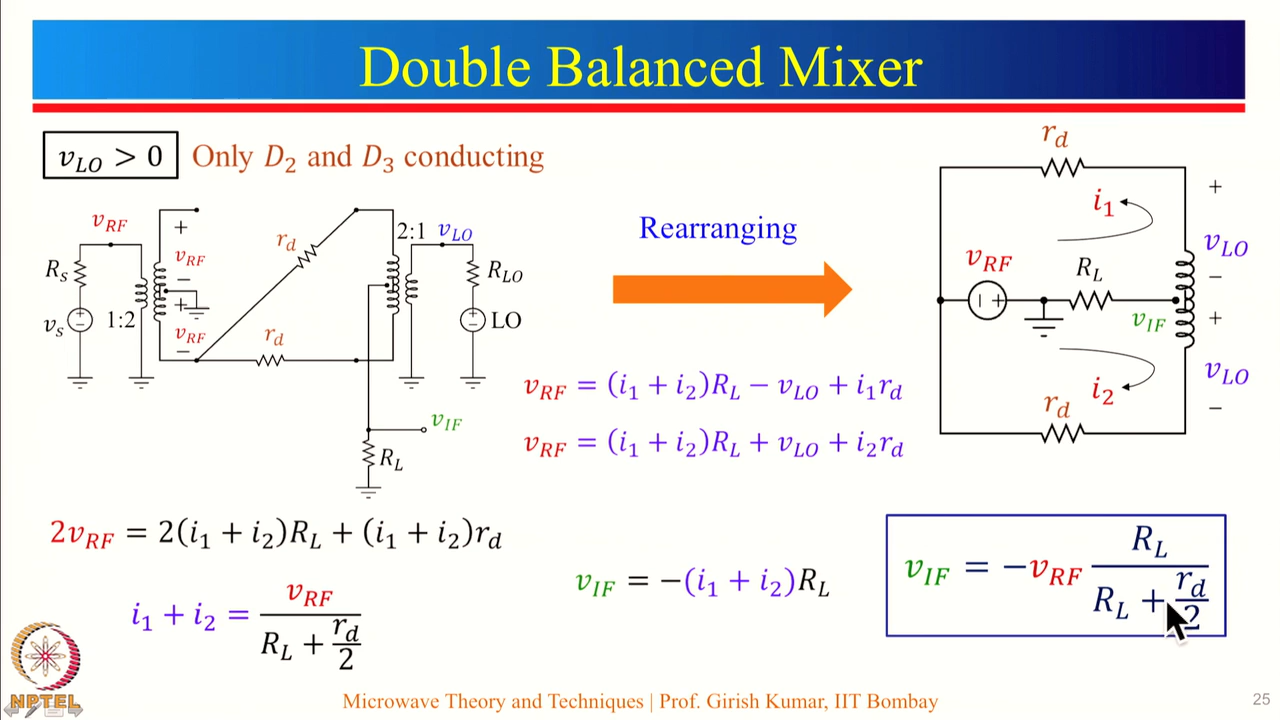 Double Balanced Mixer
v_LO > 0 Only D_2 and D_3 conducting
v_RF
R_s
v_s
1:2
+
v_RF
−
+
v_RF
−
r_d
r_d
2:1 v_LO
R_LO
LO
v_IF
R_L
Rearranging
r_d
i_1
+
v_LO
−
v_RF
R_L
v_IF
+
v_LO
−
i_2
r_d
v_RF = (i_1 + i_2)R_L − v_LO + i_1 r_d
v_RF = (i_1 + i_2)R_L + v_LO + i_2 r_d
2v_RF = 2(i_1 + i_2)R_L + (i_1 + i_2)r_d
i_1 + i_2 = v_RF / (R_L + r_d/2)
v_IF = −(i_1 + i_2)R_L
v_IF = −v_RF R_L / (R_L + r_d/2)
NPTEL
Microwave Theory and Techniques | Prof. Girish Kumar, IIT Bombay
25